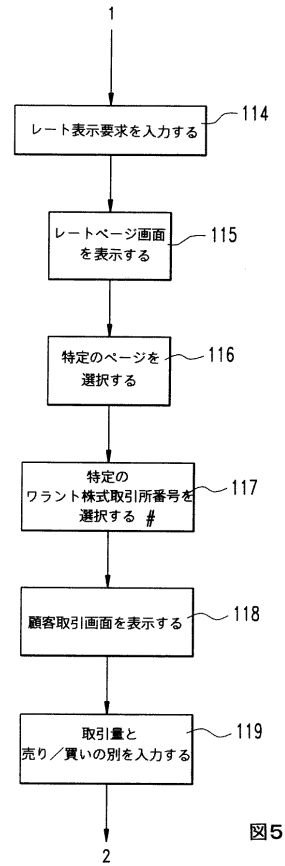 1
レート表示要求を入力する
114
レートページ画面
を表示する
115
特定のページを
選択する
116
特定の
ワラント株式取引所番号を
選択する #
117
顧客取引画面を表示する
118
取引量と
売り/買いの別を入力する
119
2
図5